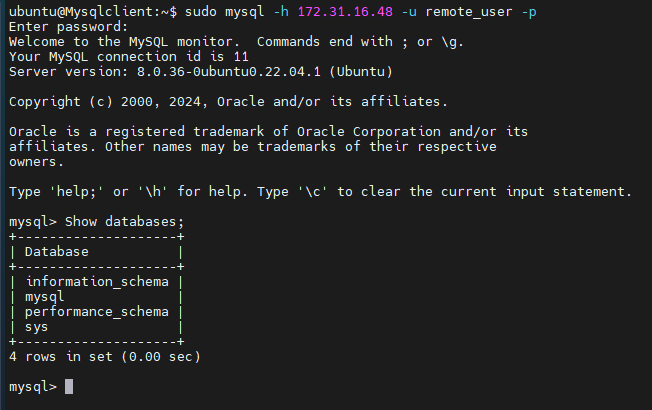 ubuntu@Mysqlclient:~$ sudo mysql -h 172.31.16.48 -u remote_user -p
Enter password:
Welcome to the MySQL monitor.  Commands end with ; or \g.
Your MySQL connection id is 11
Server version: 8.0.36-0ubuntu0.22.04.1 (Ubuntu)

Copyright (c) 2000, 2024, Oracle and/or its affiliates.

Oracle is a registered trademark of Oracle Corporation and/or its
affiliates. Other names may be trademarks of their respective
owners.

Type 'help;' or '\h' for help. Type '\c' to clear the current input statement.

mysql> Show databases;
+--------------------+
| Database           |
+--------------------+
| information_schema |
| mysql              |
| performance_schema |
| sys                |
+--------------------+
4 rows in set (0.00 sec)

mysql>